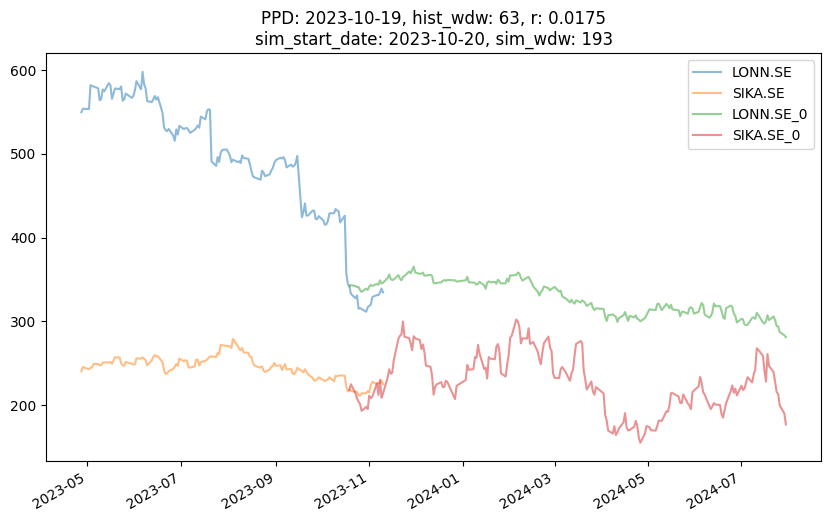 PPD: 2023-10-19, hist_wdw: 63, r: 0.0175
sim_start_date: 2023-10-20, sim_wdw: 193
LONN.SE
SIKA.SE
LONN.SE_0
SIKA.SE_0
600
500
400
300
200
2023-05
2023-07
2023-09
2023-11
2024-01
2024-03
2024-05
2024-07